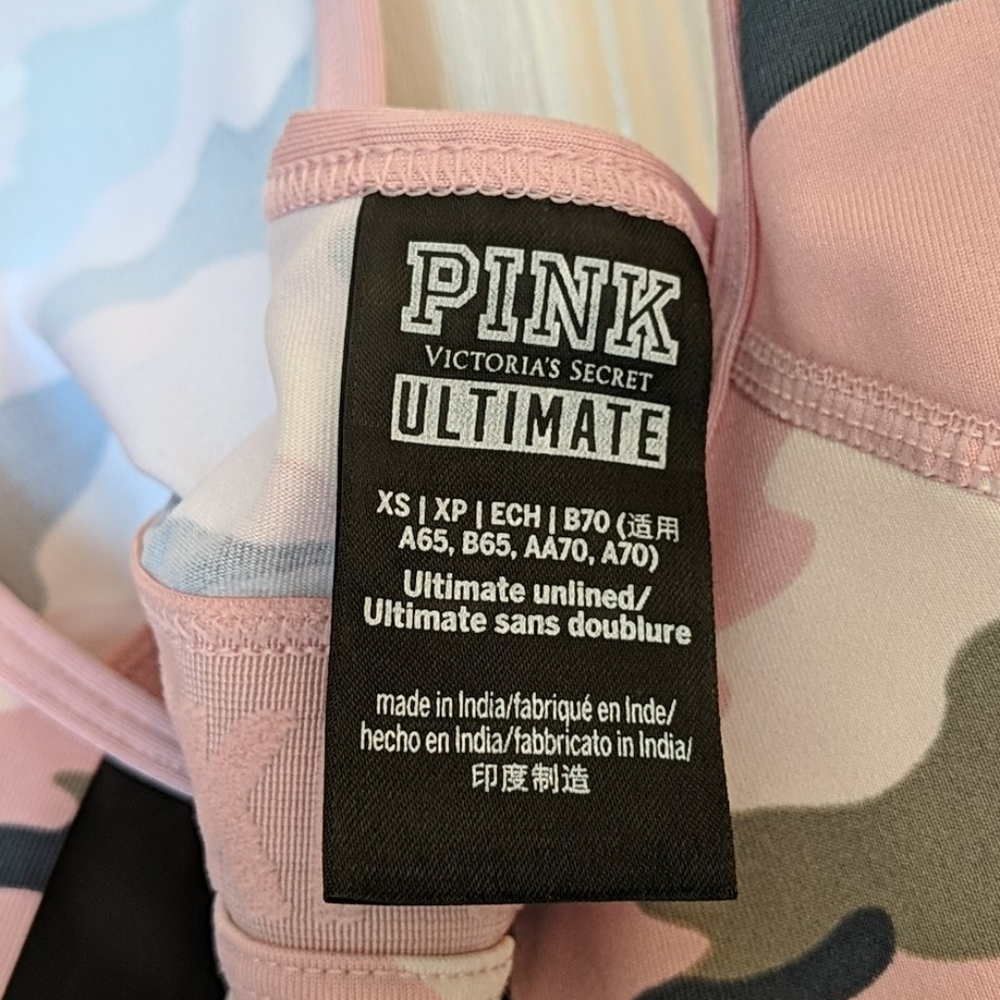 PINK
VICTORIA'S SECRET
ULTIMATE
XS | XP | ECH | B70 (适用
A65, B65, AA70, A70)
Ultimate unlined/
Ultimate sans doublure
made in India/fabriqué en Inde/
hecho en India/fabbricato in India/
印度制造